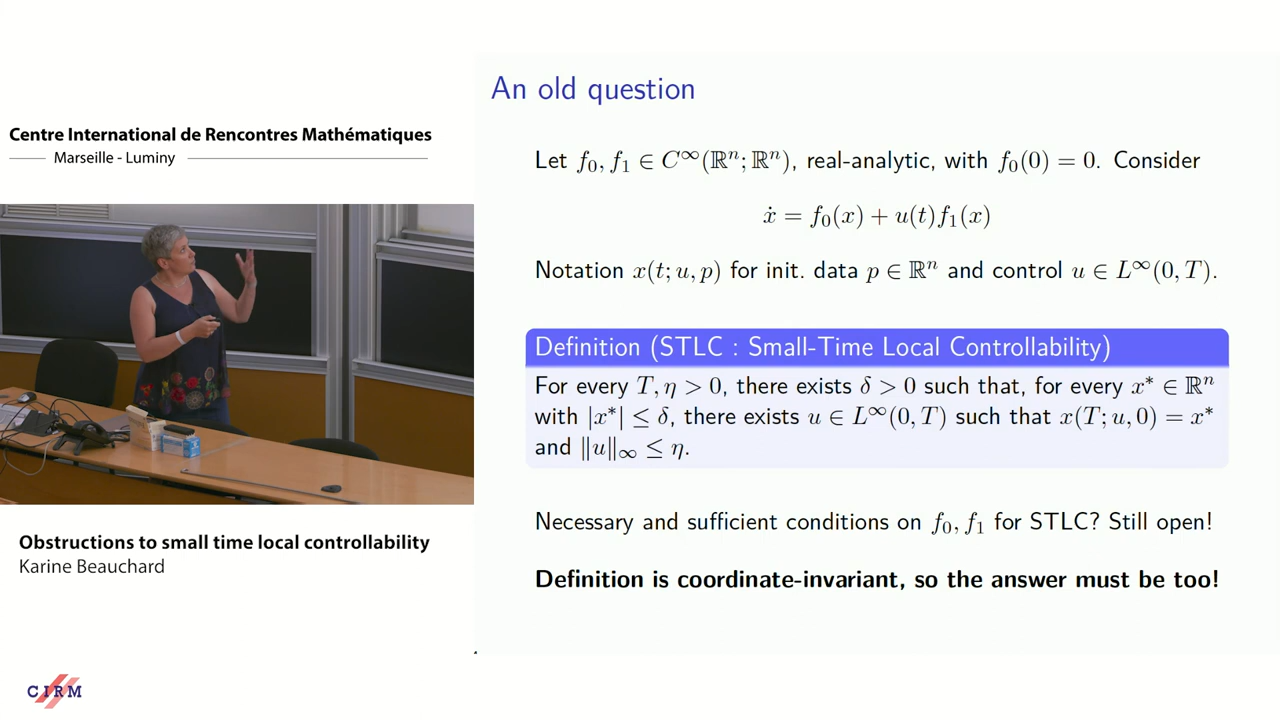 Centre International de Rencontres Mathématiques
Marseille - Luminy
Obstructions to small time local controllability
Karine Beauchard
CIRM
An old question
Let f₀, f₁ ∈ C^∞(ℝⁿ; ℝⁿ), real-analytic, with f₀(0) = 0. Consider
ẋ = f₀(x) + u(t)f₁(x)
Notation x(t; u, p) for init. data p ∈ ℝⁿ and control u ∈ L^∞(0, T).
Definition (STLC : Small-Time Local Controllability)
For every T, η > 0, there exists δ > 0 such that, for every x* ∈ ℝⁿ
with |x*| ≤ δ, there exists u ∈ L^∞(0, T) such that x(T; u, 0) = x*
and ‖u‖_∞ ≤ η.
Necessary and sufficient conditions on f₀, f₁ for STLC? Still open!
Definition is coordinate-invariant, so the answer must be too!